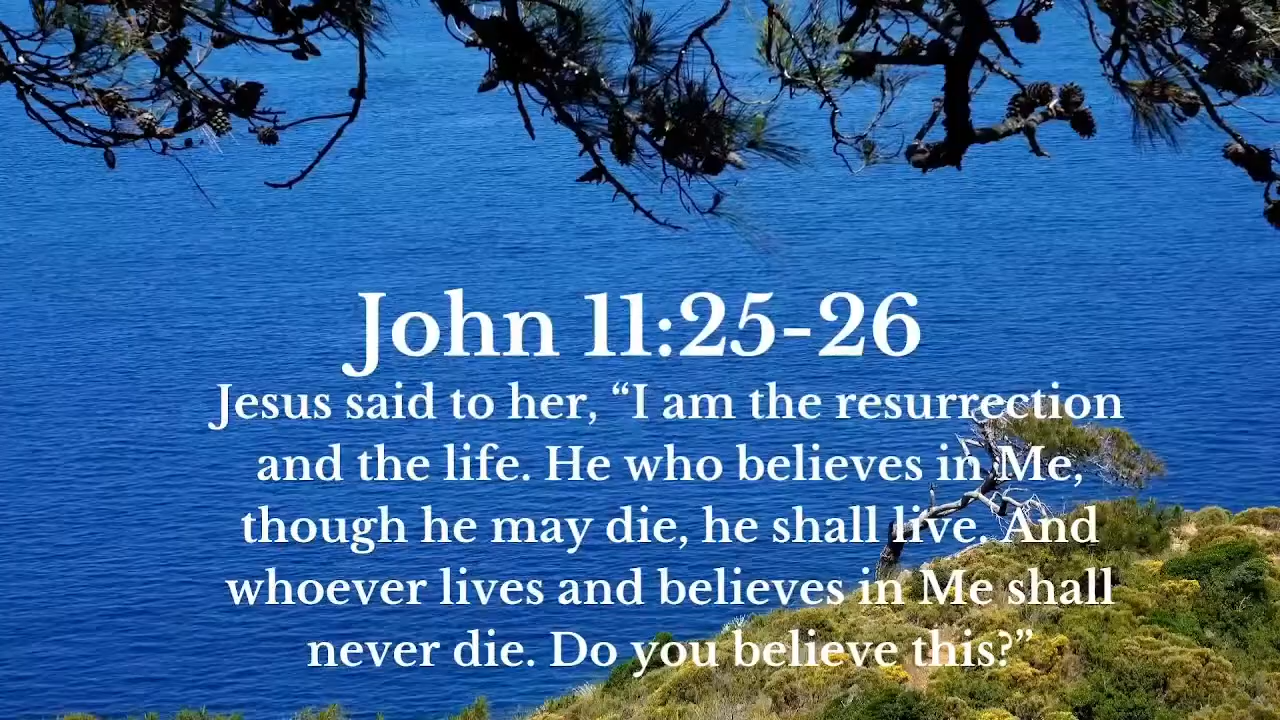 John 11:25-26
Jesus said to her, “I am the resurrection
and the life. He who believes in Me,
though he may die, he shall live. And
whoever lives and believes in Me shall
never die. Do you believe this?”